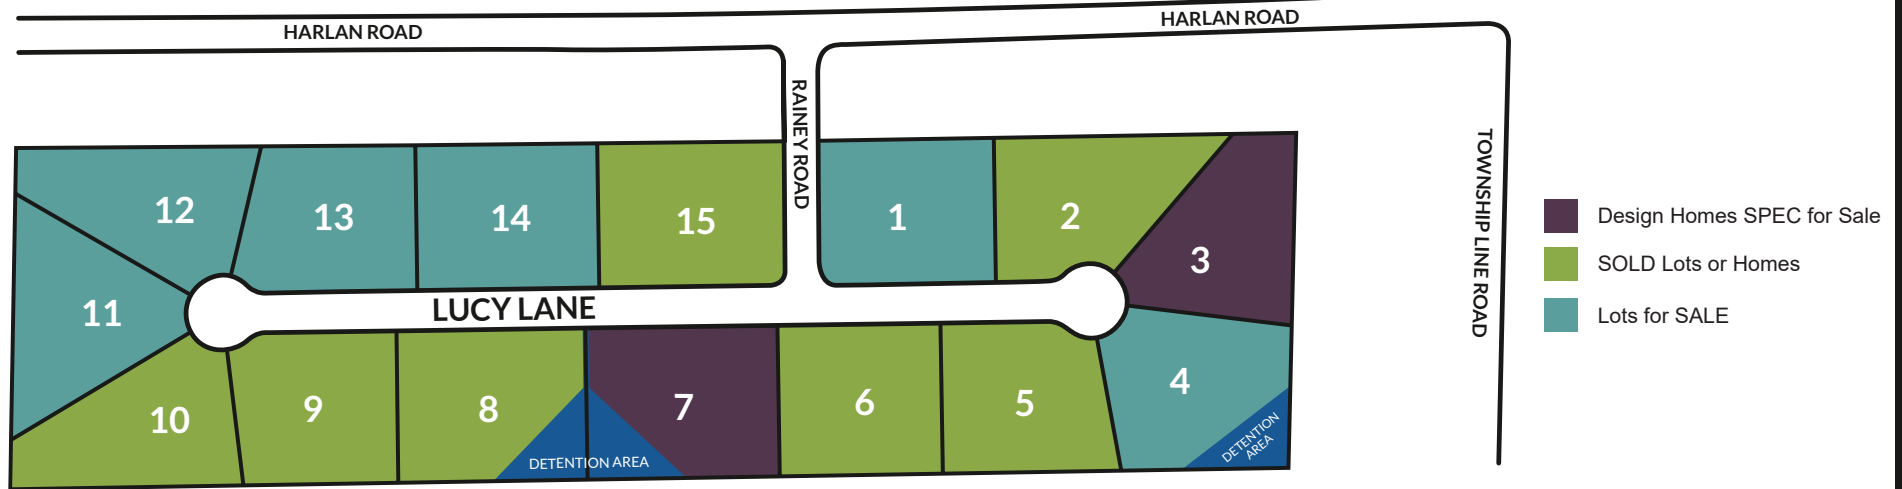 HARLAN ROAD
HARLAN ROAD
RAINEY ROAD
TOWNSHIP LINE ROAD
12
13
14
15
1
2
3
11
LUCY LANE
10
9
8
7
6
5
4
DETENTION AREA
DETENTION
AREA
Design Homes SPEC for Sale
SOLD Lots or Homes
Lots for SALE